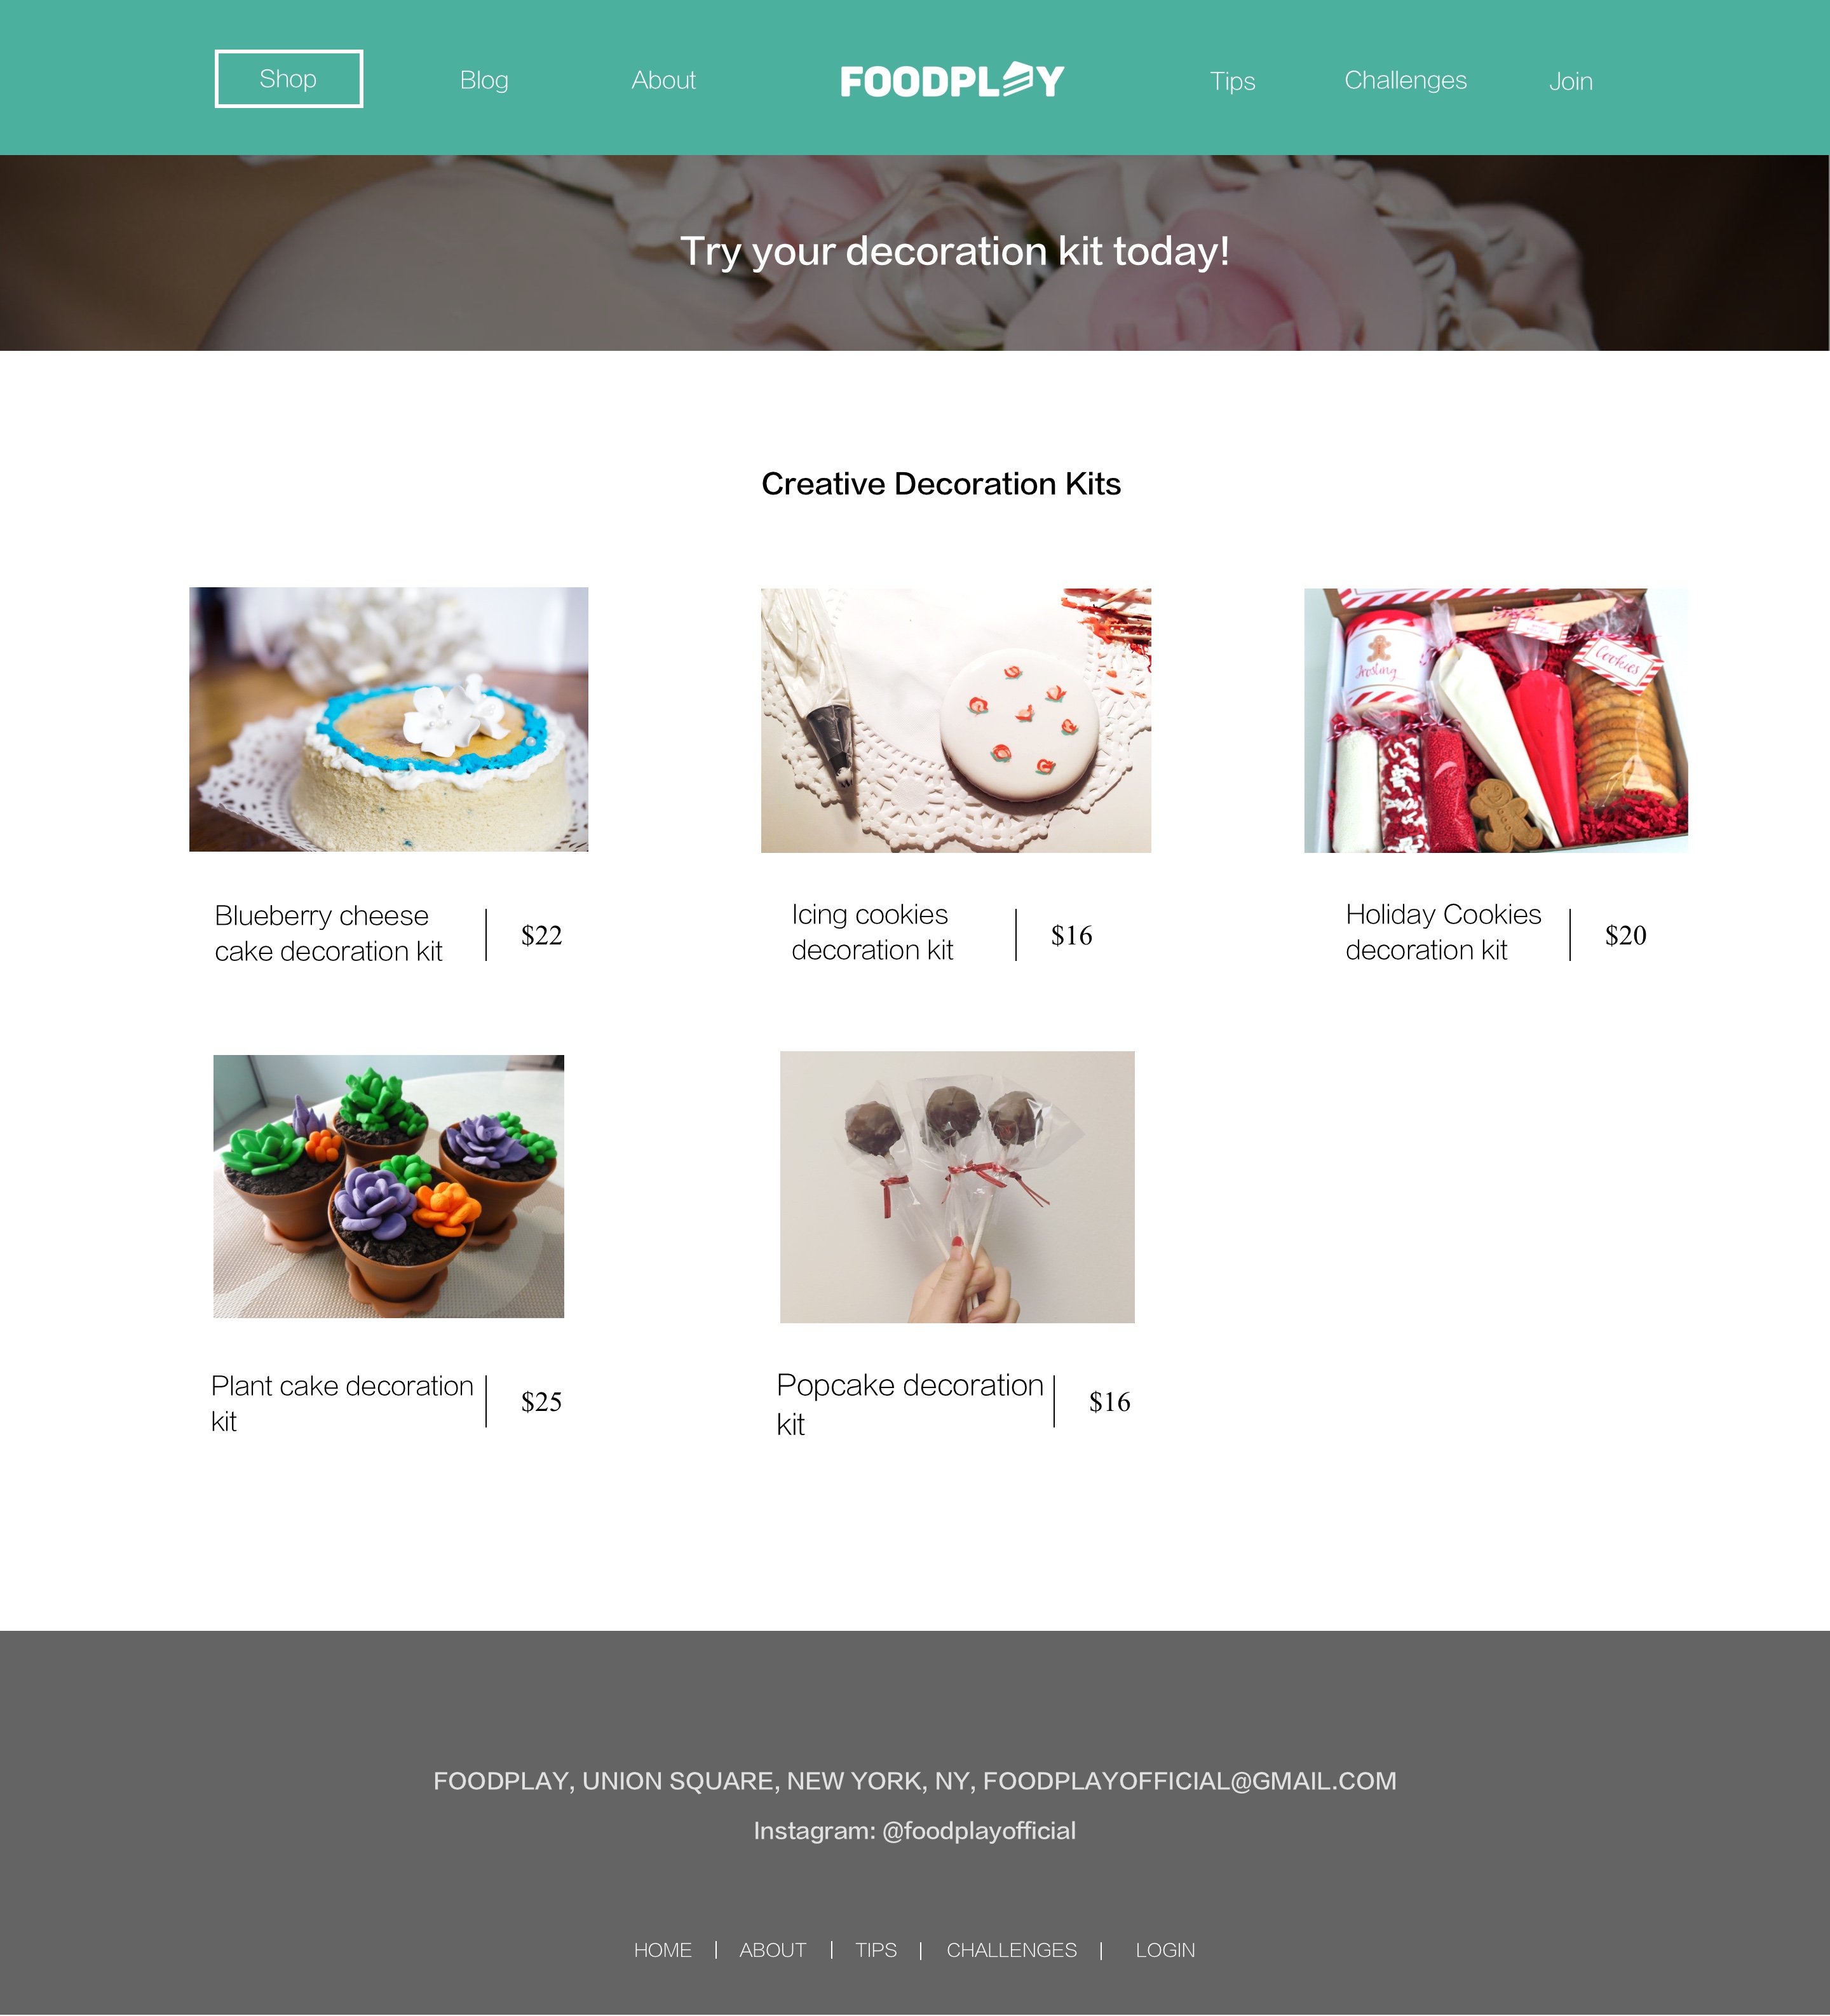 Shop
Blog
About
FOODPLAY
Tips
Challenges
Join
Try your decoration kit today!
Creative Decoration Kits
Frosting
Cookies
Blueberry cheese
cake decoration kit
$22
Icing cookies
decoration kit
$16
Holiday Cookies
decoration kit
$20
Plant cake decoration
kit
$25
Popcake decoration
kit
$16
FOODPLAY, UNION SQUARE, NEW YORK, NY, FOODPLAYOFFICIAL@GMAIL.COM
Instagram: @foodplayofficial
HOME | ABOUT | TIPS | CHALLENGES | LOGIN